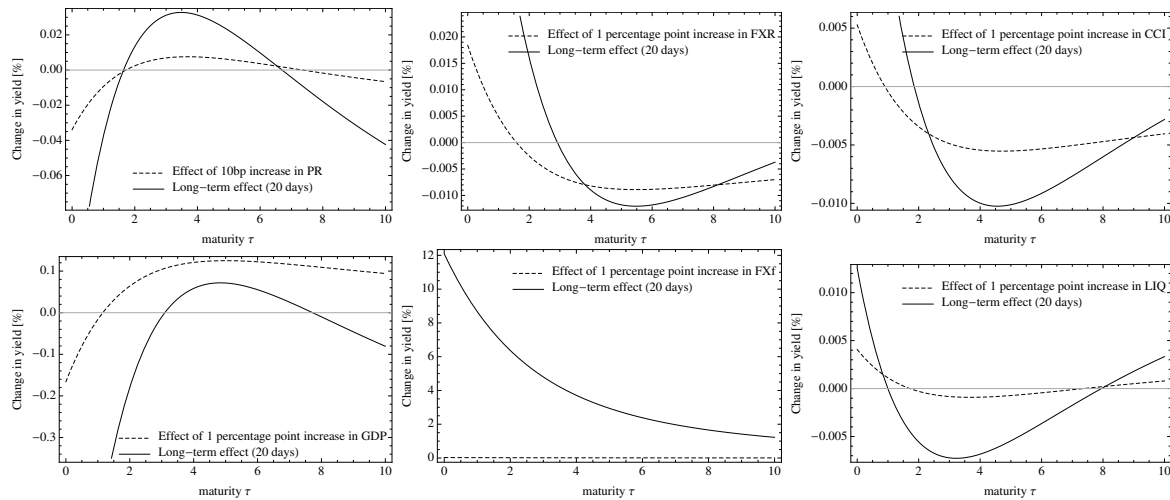 0.02
0.00
−0.02
−0.04
−0.06
Change in yield [%]
Effect of 10bp increase in PR
Long−term effect (20 days)
0 2 4 6 8 10
maturity τ
0.020
0.015
0.010
0.005
0.000
−0.005
−0.010
Change in yield [%]
Effect of 1 percentage point increase in FXR
Long−term effect (20 days)
0 2 4 6 8 10
maturity τ
0.005
0.000
−0.005
−0.010
Change in yield [%]
Effect of 1 percentage point increase in CCI
Long−term effect (20 days)
0 2 4 6 8 10
maturity τ
0.1
0.0
−0.1
−0.2
−0.3
Change in yield [%]
Effect of 1 percentage point increase in GDP
Long−term effect (20 days)
0 2 4 6 8 10
maturity τ
12
10
8
6
4
2
0
Change in yield [%]
Effect of 1 percentage point increase in FXf
Long−term effect (20 days)
0 2 4 6 8 10
maturity τ
0.010
0.005
0.000
−0.005
Change in yield [%]
Effect of 1 percentage point increase in LIQ
Long−term effect (20 days)
0 2 4 6 8 10
maturity τ